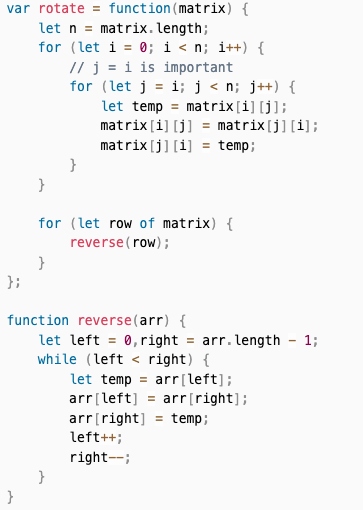 var rotate = function(matrix) {
    let n = matrix.length;
    for (let i = 0; i < n; i++) {
        // j = i is important
        for (let j = i; j < n; j++) {
            let temp = matrix[i][j];
            matrix[i][j] = matrix[j][i];
            matrix[j][i] = temp;
        }
    }

    for (let row of matrix) {
        reverse(row);
    }
};

function reverse(arr) {
    let left = 0,right = arr.length - 1;
    while (left < right) {
        let temp = arr[left];
        arr[left] = arr[right];
        arr[right] = temp;
        left++;
        right--;
    }
}